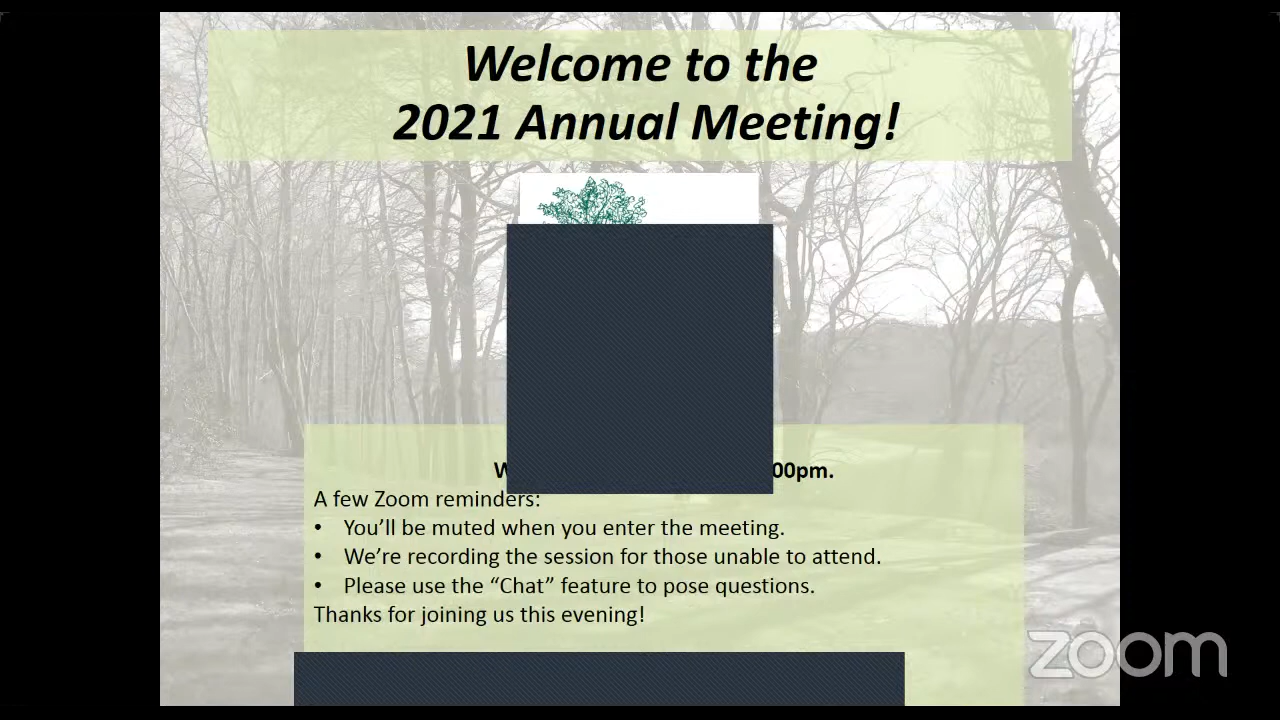 Welcome to the
2021 Annual Meeting!
00pm.
A few Zoom reminders:
• You’ll be muted when you enter the meeting.
• We’re recording the session for those unable to attend.
• Please use the “Chat” feature to pose questions.
Thanks for joining us this evening!
zoom